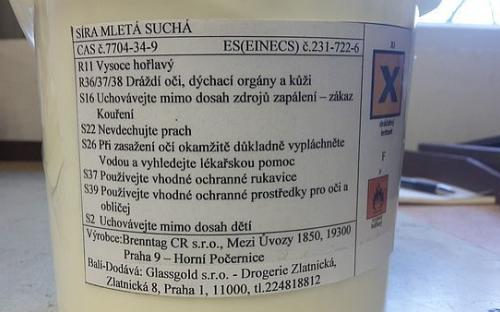 SÍRA MLETÁ SUCHÁ
CAS č.7704-34-9 ES(EINECS) č.231-722-6
R11 Vysoce hořlavý
R36/37/38 Dráždí oči, dýchací orgány a kůži
S16 Uchovávejte mimo dosah zdrojů zapálení – zákaz
Kouření
S22 Nevdechujte prach
S26 Při zasažení očí okamžitě důkladně vypláchněte
Vodou a vyhledejte lékařskou pomoc
S37 Používejte vhodné ochranné rukavice
S39 Používejte vhodné ochranné prostředky pro oči a
obličej
S2 Uchovávejte mimo dosah dětí
Výrobce:Brenntag CR s.r.o., Mezi Úvozy 1850, 19300
Praha 9 – Horní Počernice
Balí-Dodává: Glassgold s.r.o. - Drogerie Zlatnická,
Zlatnická 8, Praha 1, 11000, tl.224818812
Xi
F